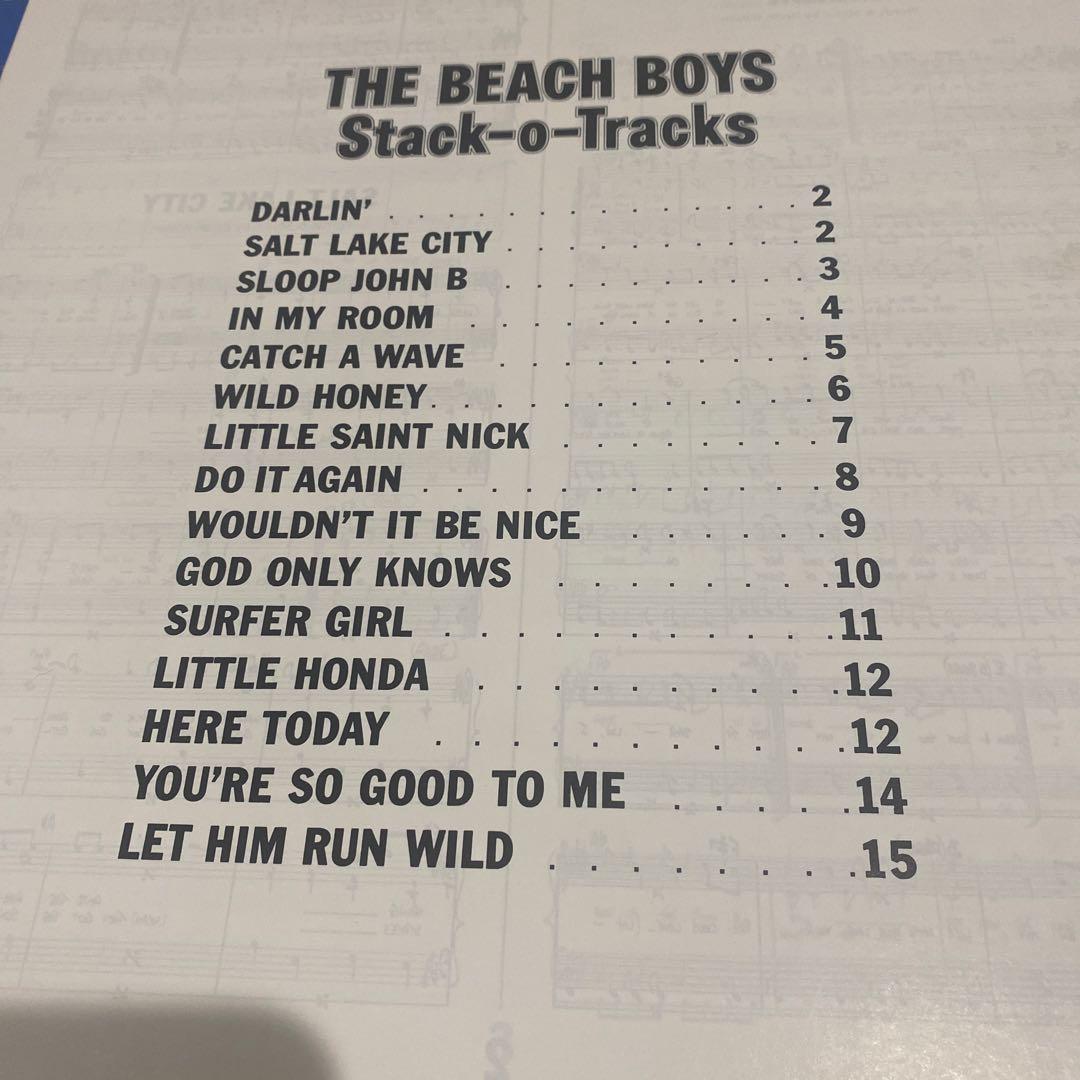 THE BEACH BOYS
Stack-o-Tracks
DARLIN' . . . . . . . . . . . . . . 2
SALT LAKE CITY . . . . . . . . . . 2
SLOOP JOHN B . . . . . . . . . . 3
IN MY ROOM . . . . . . . . . . . 4
CATCH A WAVE . . . . . . . . . . 5
WILD HONEY. . . . . . . . . . . . 6
LITTLE SAINT NICK . . . . . . . . 7
DO IT AGAIN . . . . . . . . . . . . 8
WOULDN'T IT BE NICE . . . . . . 9
GOD ONLY KNOWS . . . . . . . . 10
SURFER GIRL . . . . . . . . . . . 11
LITTLE HONDA . . . . . . . . . . 12
HERE TODAY . . . . . . . . . . . 12
YOU'RE SO GOOD TO ME . . . . . 14
LET HIM RUN WILD . . . . . . . . 15